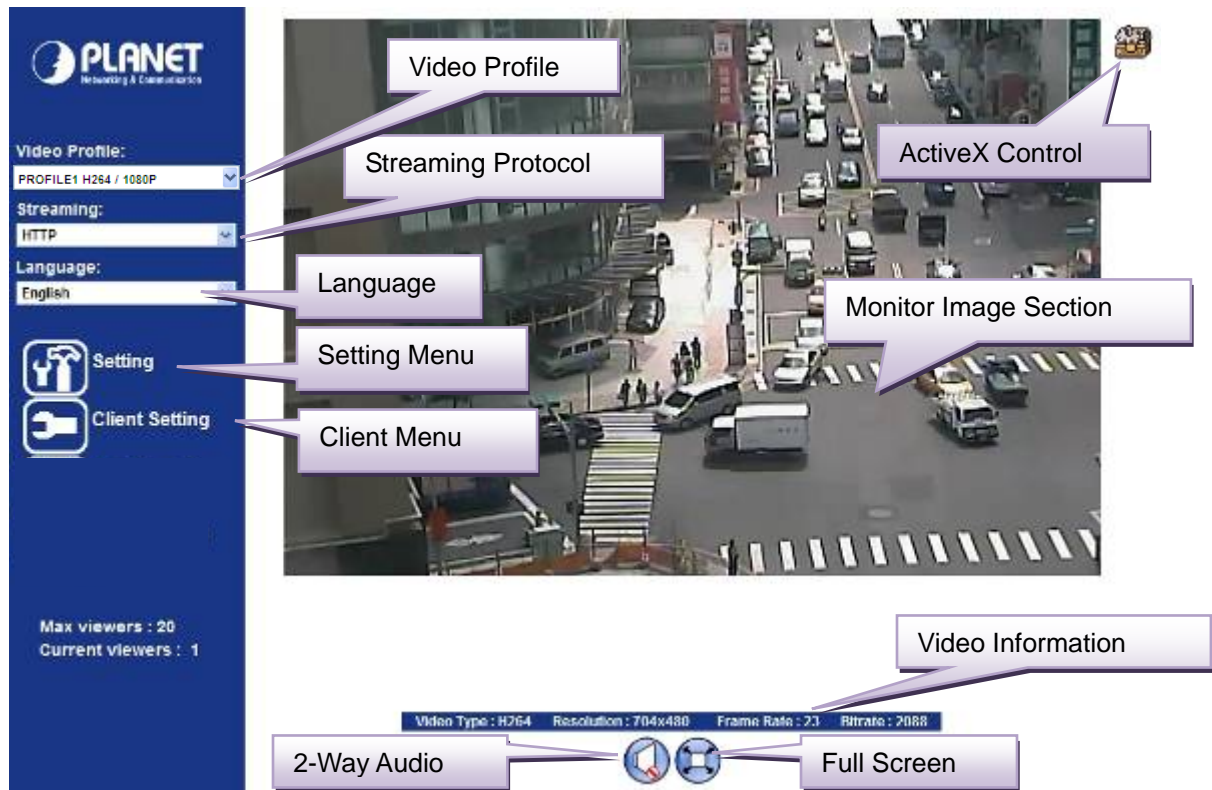 PLANET
Networking & Communication
Video Profile:
PROFILE1 H264 / 1080P
Streaming:
HTTP
Language:
English
Setting
Client Setting
Max viewers : 20
Current viewers : 1
Video Profile
Streaming Protocol
Language
Setting Menu
Client Menu
ActiveX Control
Monitor Image Section
Video Information
Video Type : H264 Resolution : 704x480 Frame Rate : 23 Bitrate : 2088
2-Way Audio
Full Screen